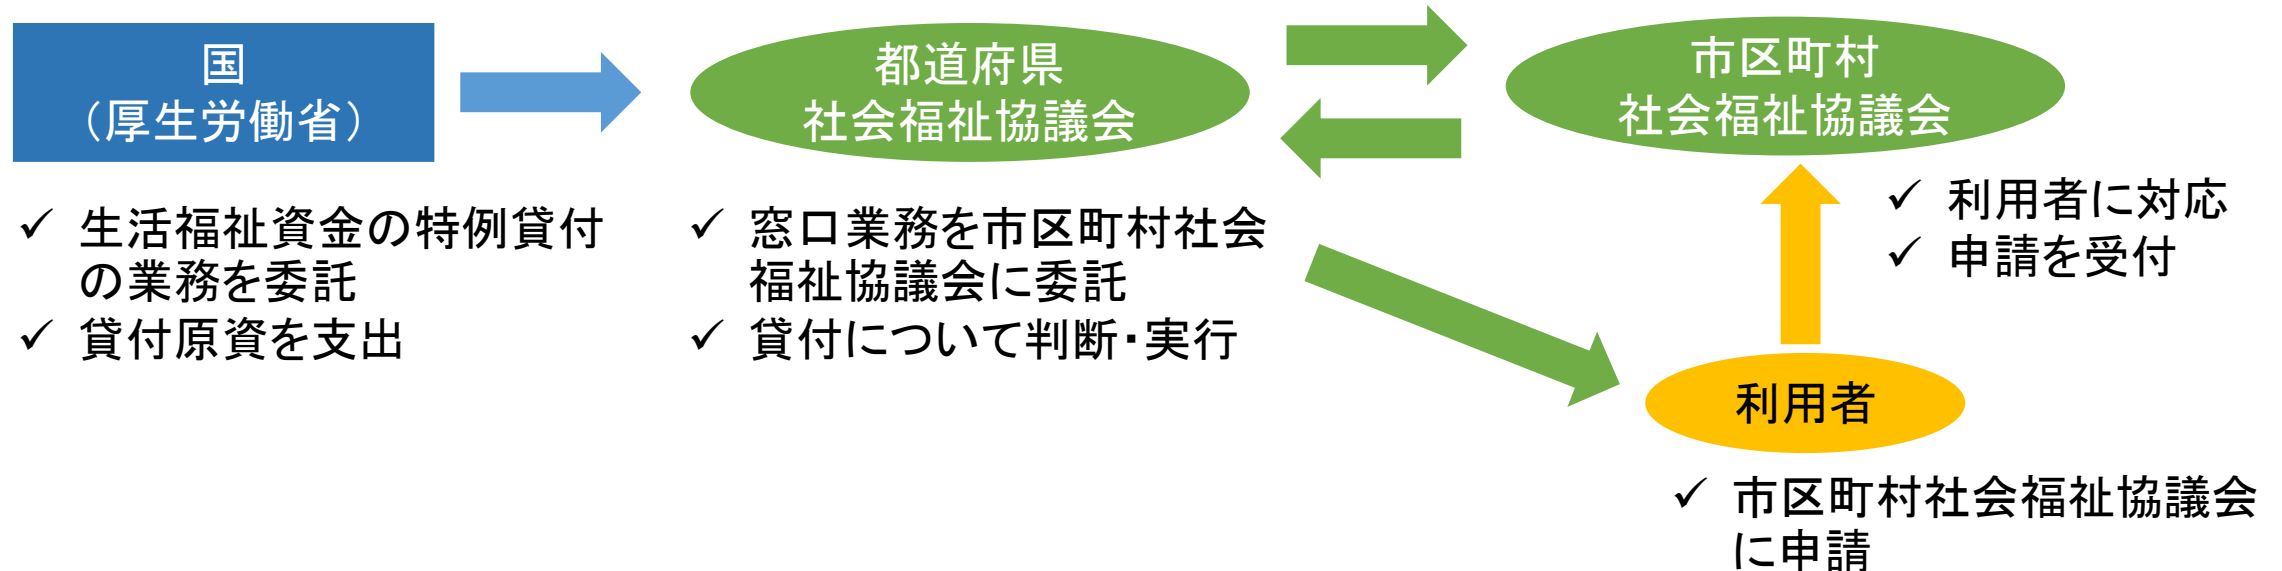 国
（厚生労働省）
都道府県
社会福祉協議会
市区町村
社会福祉協議会
✓ 生活福祉資金の特例貸付
の業務を委託
✓ 貸付原資を支出
✓ 窓口業務を市区町村社会
福祉協議会に委託
✓ 貸付について判断・実行
✓ 利用者に対応
✓ 申請を受付
利用者
✓ 市区町村社会福祉協議会
に申請